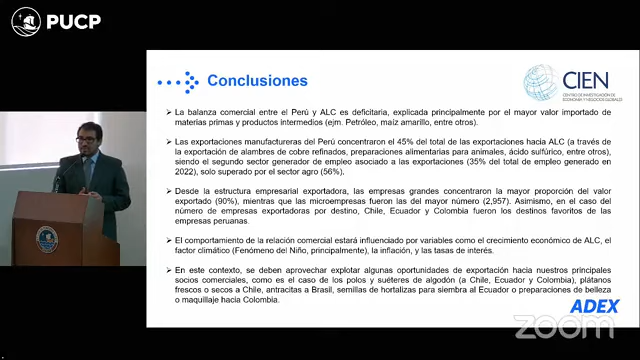 PUCP
Conclusiones
CIEN
CENTRO DE INVESTIGACIÓN DE
ECONOMÍA Y NEGOCIOS GLOBALES
➤ La balanza comercial entre el Perú y ALC es deficitaria, explicada principalmente por el mayor valor importado de
materias primas y productos intermedios (ejm. Petróleo, maíz amarillo, entre otros).
➤ Las exportaciones manufactureras del Perú concentraron el 45% del total de las exportaciones hacia ALC (a través de
la exportación de alambres de cobre refinados, preparaciones alimentarias para animales, ácido sulfúrico, entre otros),
siendo el segundo sector generador de empleo asociado a las exportaciones (35% del total de empleo generado en
2022), solo superado por el sector agro (56%).
➤ Desde la estructura empresarial exportadora, las empresas grandes concentraron la mayor proporción del valor
exportado (90%), mientras que las microempresas fueron las del mayor número (2,957). Asimismo, en el caso del
número de empresas exportadoras por destino, Chile, Ecuador y Colombia fueron los destinos favoritos de las
empresas peruanas.
➤ El comportamiento de la relación comercial estará influenciado por variables como el crecimiento económico de ALC, el
factor climático (Fenómeno del Niño, principalmente), la inflación, y las tasas de interés.
➤ En este contexto, se deben aprovechar explotar algunas oportunidades de exportación hacia nuestros principales
socios comerciales, como es el caso de los polos y suéteres de algodón (a Chile, Ecuador y Colombia), plátanos
frescos o secos a Chile, antracitas a Brasil, semillas de hortalizas para siembra al Ecuador o preparaciones de belleza
o maquillaje hacia Colombia.
ADEX
zoom